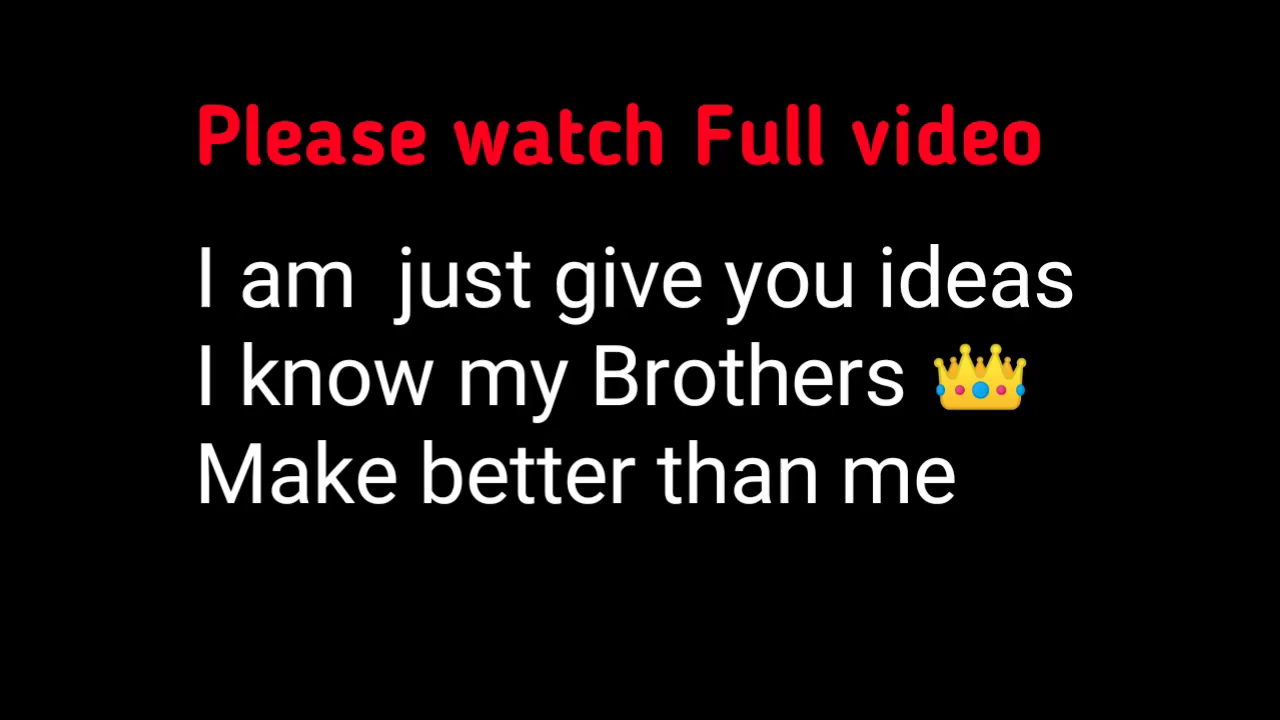 Please watch Full video
I am  just give you ideas
I know my Brothers 👑
Make better than me